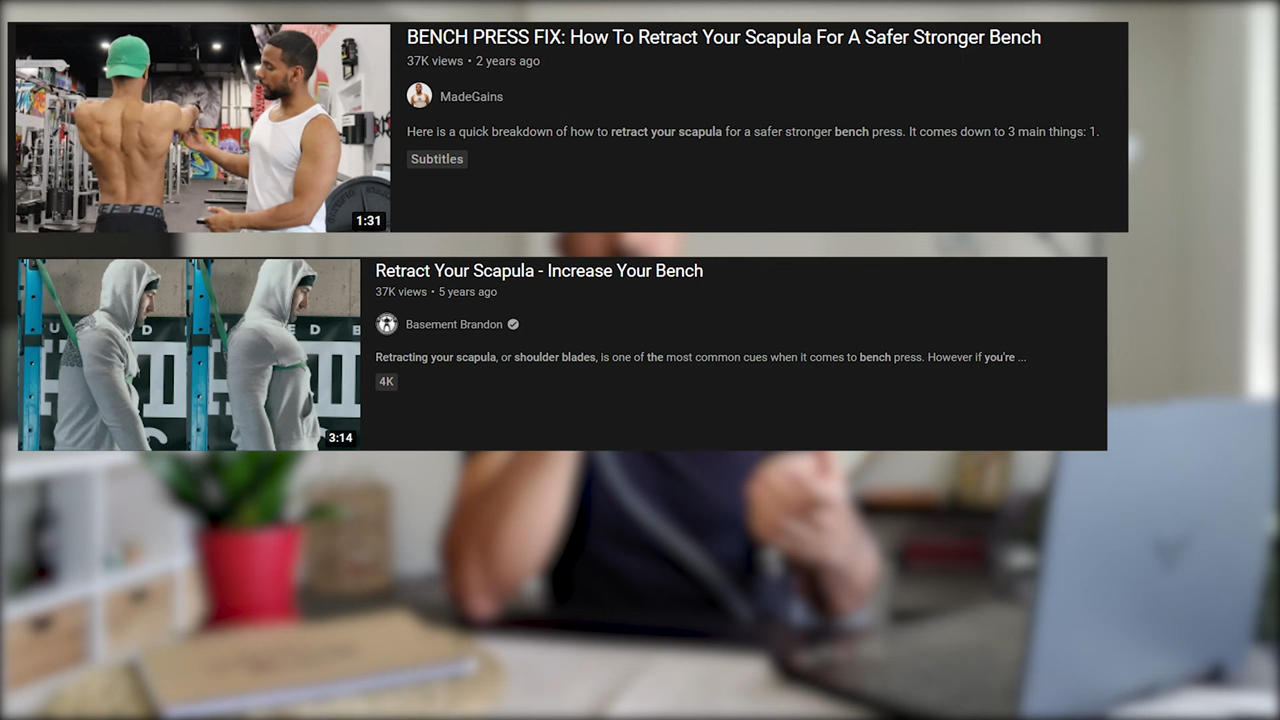 BENCH PRESS FIX: How To Retract Your Scapula For A Safer Stronger Bench
37K views • 2 years ago
MadeGains
Here is a quick breakdown of how to retract your scapula for a safer stronger bench press. It comes down to 3 main things: 1.
Subtitles
1:31
Retract Your Scapula - Increase Your Bench
37K views • 5 years ago
Basement Brandon
Retracting your scapula, or shoulder blades, is one of the most common cues when it comes to bench press. However if you're ...
4K
3:14